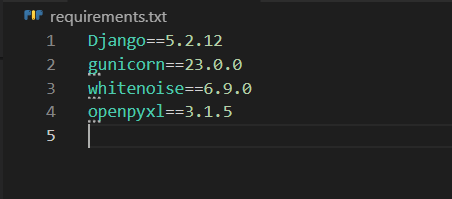 requirements.txt
1 Django==5.2.12
2 gunicorn==23.0.0
3 whitenoise==6.9.0
4 openpyxl==3.1.5
5